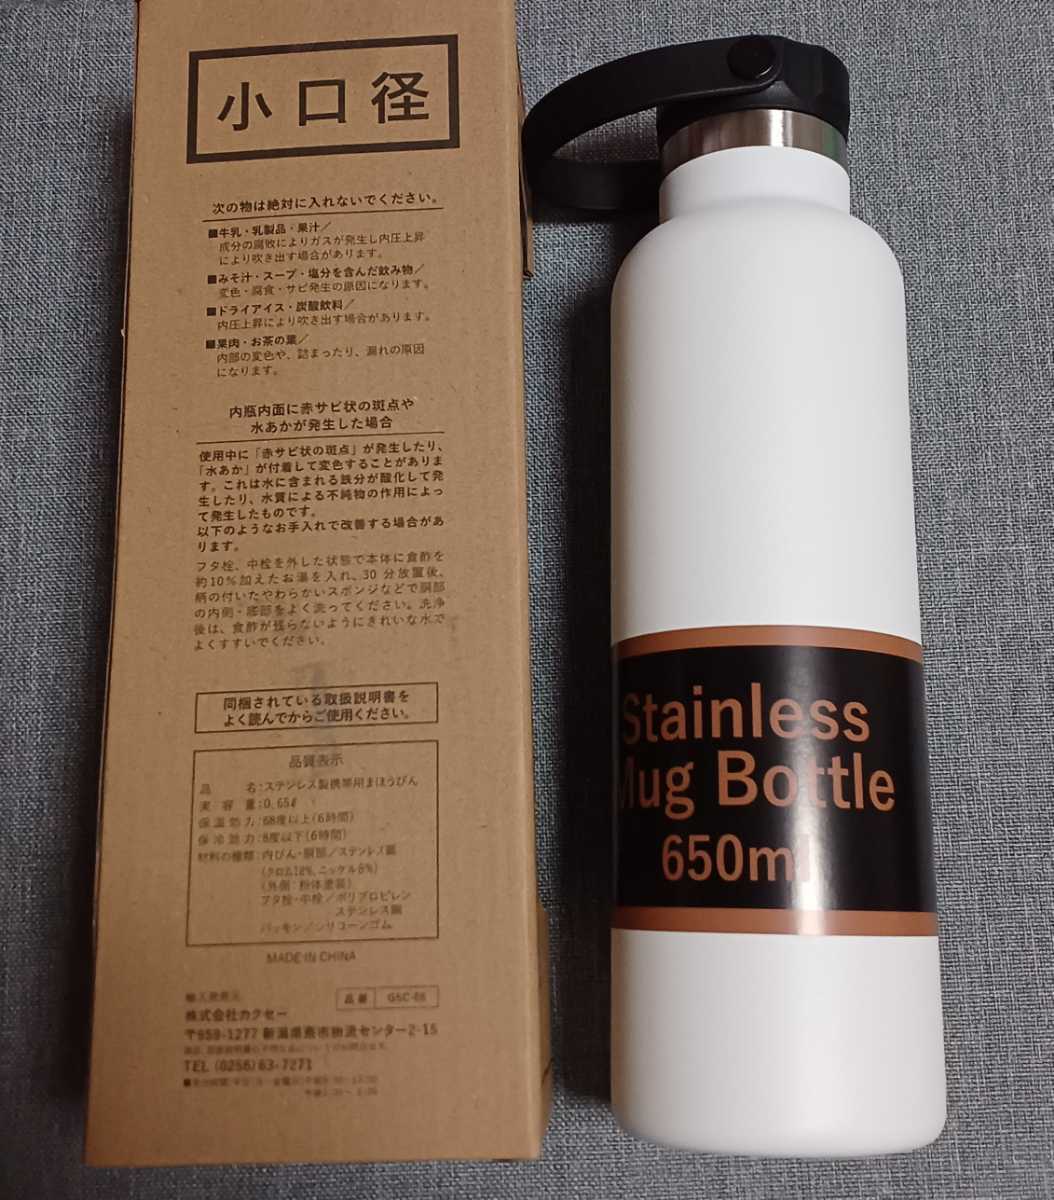 小口径
次の物は絶対に入れないでください。
■牛乳・乳製品・果汁／
成分の腐敗によりガスが発生し内圧上昇
により吹き出す場合があります。
■みそ汁・スープ・塩分を含んだ飲み物／
変色・腐食・サビ発生の原因になります。
■ドライアイス・炭酸飲料／
内圧上昇により吹き出す場合があります。
■果肉・お茶の葉／
内部の変色や、詰まったり、漏れの原因
になります。
内瓶内面に赤サビ状の斑点や
水あかが発生した場合
使用中に「赤サビ状の斑点」が発生したり、
「水あか」が付着して変色することがありま
す。これは水に含まれる鉄分が酸化して発
生したり、水質による不純物の作用によっ
て発生したものです。
以下のようなお手入れで改善する場合があ
ります。
フタ栓、中栓を外した状態で本体に食酢を
約10%加えたお湯を入れ、30 分放置後、
柄の付いたやわらかいスポンジなどで胴部
の内側・底部をよく洗ってください。洗浄
後は、食酢が残らないようにきれいな水で
よくすすいでください。
同梱されている取扱説明書を
よく読んでからご使用ください。
品質表示
品 名：ステンレス製携帯用まほうびん
実容量：0.65ℓ
保温効力：68度以上(6時間)
保冷効力：8度以下(6時間)
材料の種類：内びん・胴部／ステンレス鋼
(クロム18%、ニッケル8%)
(外側：粉体塗装)
フタ栓・中栓／ポリプロピレン
ステンレス鋼
パッキン／シリコーンゴム
MADE IN CHINA
輸入発売元
品番 GSC-06
株式会社カクセー
〒959-1277 新潟県燕市物流センター2-15
TEL (0256)63-7271
Stainless
Mug Bottle
650ml